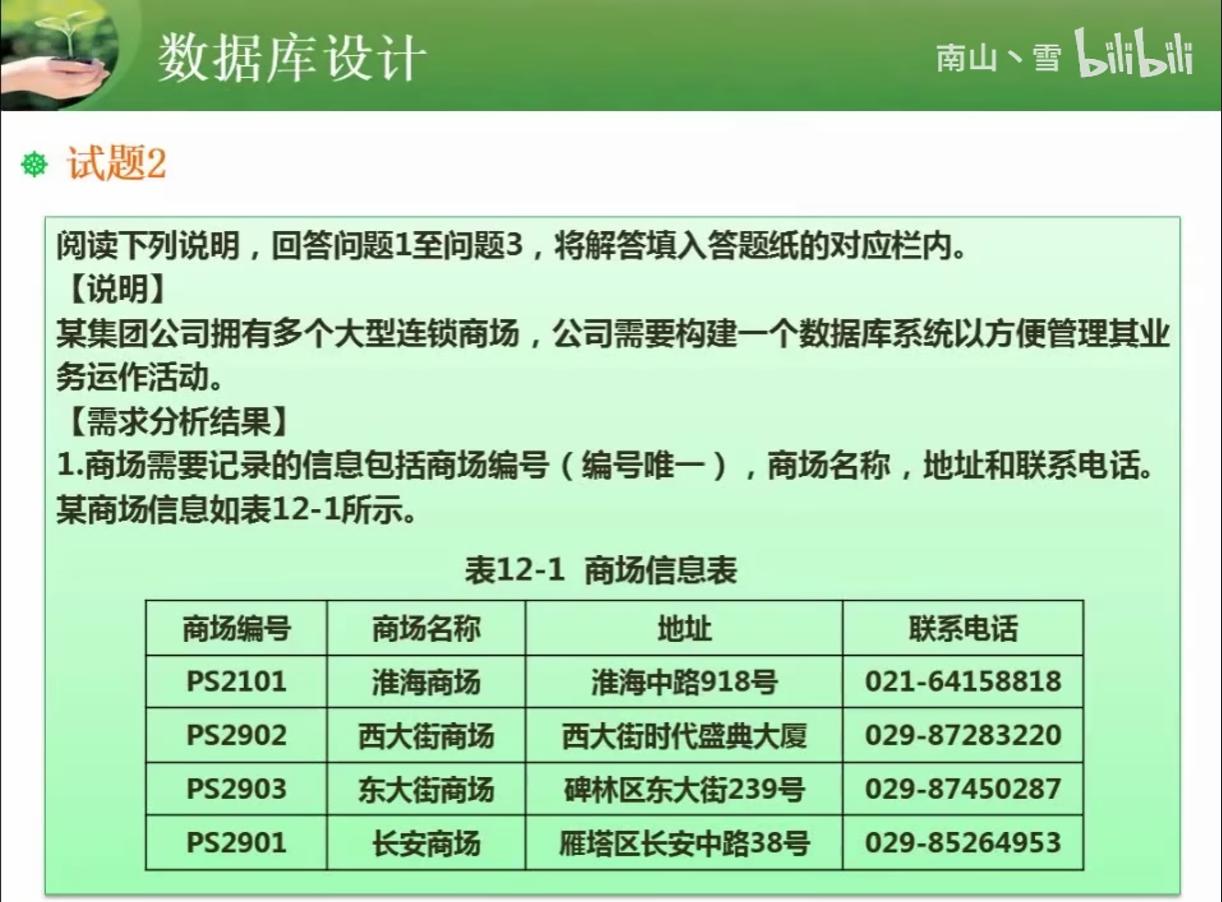 数据库设计
南山丶雪 bilibili
试题2
阅读下列说明，回答问题1至问题3，将解答填入答题纸的对应栏内。
【说明】
某集团公司拥有多个大型连锁商场，公司需要构建一个数据库系统以方便管理其业
务运作活动。
【需求分析结果】
1.商场需要记录的信息包括商场编号（编号唯一），商场名称，地址和联系电话。
某商场信息如表12-1所示。
表12-1 商场信息表
商场编号 商场名称 地址 联系电话
PS2101 淮海商场 淮海中路918号 021-64158818
PS2902 西大街商场 西大街时代盛典大厦 029-87283220
PS2903 东大街商场 碑林区东大街239号 029-87450287
PS2901 长安商场 雁塔区长安中路38号 029-85264953